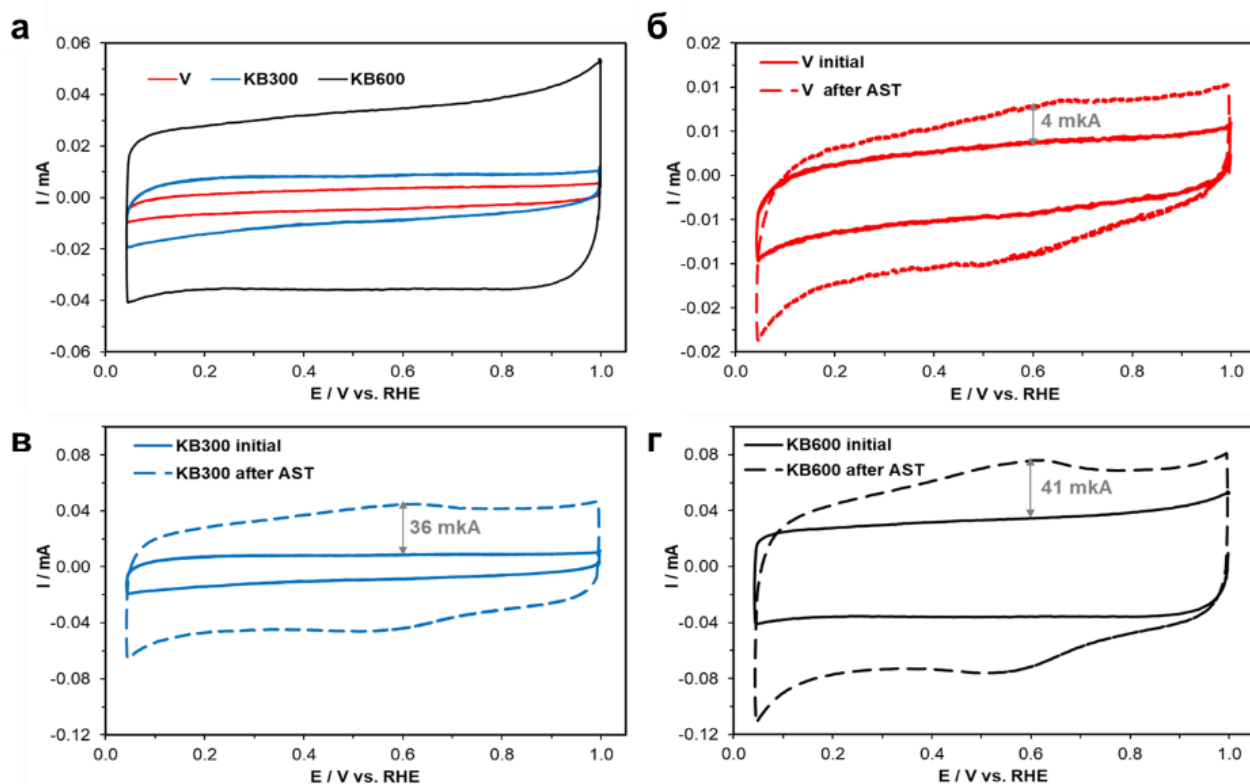 а
0.06
0.04
0.02
0.00
-0.02
-0.04
-0.06
I / mA
V KB300 KB600
0.0 0.2 0.4 0.6 0.8 1.0
E / V vs. RHE
б
0.02
0.01
0.01
0.00
-0.01
-0.01
-0.02
-0.02
I / mA
V initial
V after AST
4 mkA
0.0 0.2 0.4 0.6 0.8 1.0
E / V vs. RHE
в
0.08
0.04
0.00
-0.04
-0.08
-0.12
I / mA
KB300 initial
KB300 after AST
36 mkA
0.0 0.2 0.4 0.6 0.8 1.0
E / V vs. RHE
г
0.08
0.04
0.00
-0.04
-0.08
-0.12
I / mA
KB600 initial
KB600 after AST
41 mkA
0.0 0.2 0.4 0.6 0.8 1.0
E / V vs. RHE